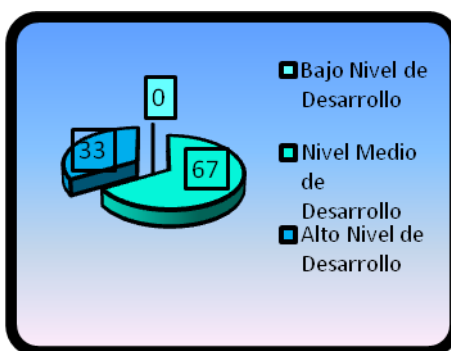 0
33
67
Bajo Nivel de
Desarrollo
Nivel Medio
de
Desarrollo
Alto Nivel de
Desarrollo